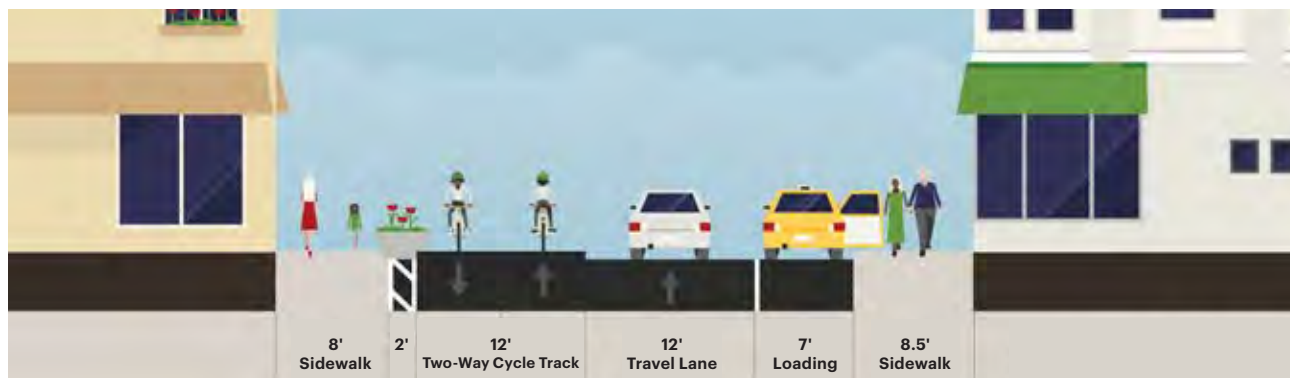 8'
Sidewalk
2'
12'
Two-Way Cycle Track
12'
Travel Lane
7'
Loading
8.5'
Sidewalk